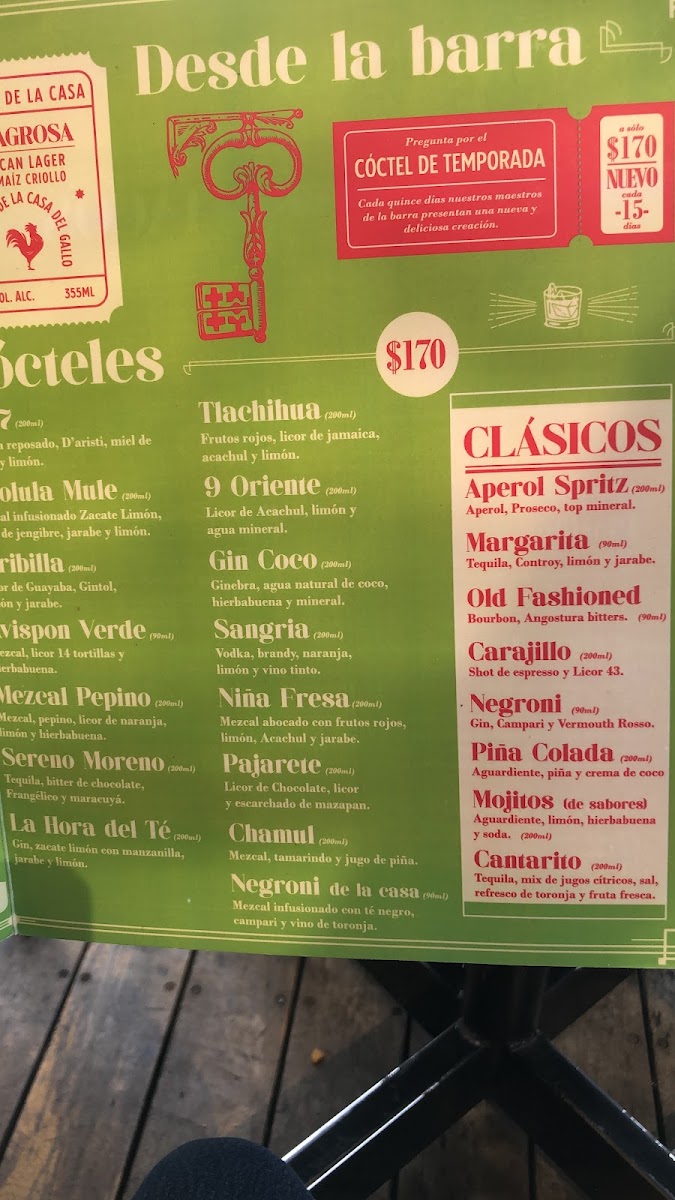 Desde la barra
DE LA CASA
AGROSA
CAN LAGER
MAÍZ CRIOLLO
DE LA CASA DEL GALLO
OL. ALC. 355ML
Pregunta por el
CÓCTEL DE TEMPORADA
Cada quince días nuestros maestros
de la barra presentan una nueva y
deliciosa creación.
a sólo
$170
NUEVO
cada
-15-
días
ócteles
$170
7 (200ml)
reposado, D'aristi, miel de
y limón.
olula Mule (200ml)
al infusionado Zacate Limón,
de jengibre, jarabe y limón.
ribilla (200ml)
or de Guayaba, Gintol,
ón y jarabe.
vispon Verde (90ml)
ezcal, licor 14 tortillas y
ierbabuena.
Mezcal Pepino (200ml)
Mezcal, pepino, licor de naranja,
limón y hierbabuena.
Sereno Moreno (200ml)
Tequila, bitter de chocolate,
Frangélico y maracuyá.
La Hora del Té (200ml)
Gin, zacate limón con manzanilla,
jarabe y limón.
Tlachihua (200ml)
Frutos rojos, licor de jamaica,
acachul y limón.
9 Oriente (200ml)
Licor de Acachul, limón y
agua mineral.
Gin Coco (200ml)
Ginebra, agua natural de coco,
hierbabuena y mineral.
Sangria (200ml)
Vodka, brandy, naranja,
limón y vino tinto.
Niña Fresa (200ml)
Mezcal abocado con frutos rojos,
limón, Acachul y jarabe.
Pajarete (200ml)
Licor de Chocolate, licor
y escarchado de mazapan.
Chamul (200ml)
Mezcal, tamarindo y jugo de piña.
Negroni de la casa (90ml)
Mezcal infusionado con té negro,
campari y vino de toronja.
CLÁSICOS
Aperol Spritz (200ml)
Aperol, Proseco, top mineral.
Margarita (90ml)
Tequila, Controy, limón y jarabe.
Old Fashioned
Bourbon, Angostura bitters. (90ml)
Carajillo (200ml)
Shot de espresso y Licor 43.
Negroni (90ml)
Gin, Campari y Vermouth Rosso.
Piña Colada (200ml)
Aguardiente, piña y crema de coco
Mojitos (de sabores)
Aguardiente, limón, hierbabuena
y soda. (200ml)
Cantarito (200ml)
Tequila, mix de jugos cítricos, sal,
refresco de toronja y fruta fresca.